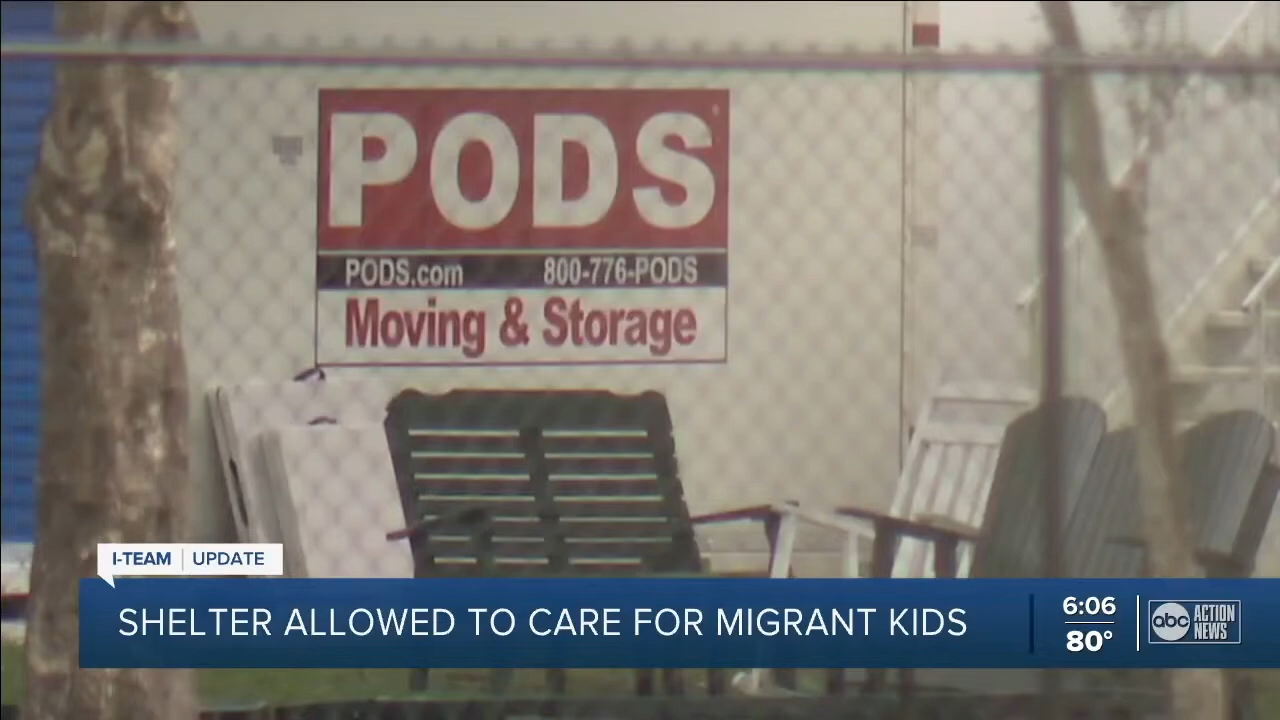 PODS
PODS.com 800-776-PODS
Moving & Storage
I-TEAM UPDATE
SHELTER ALLOWED TO CARE FOR MIGRANT KIDS
6:06
80°
abc ACTION NEWS